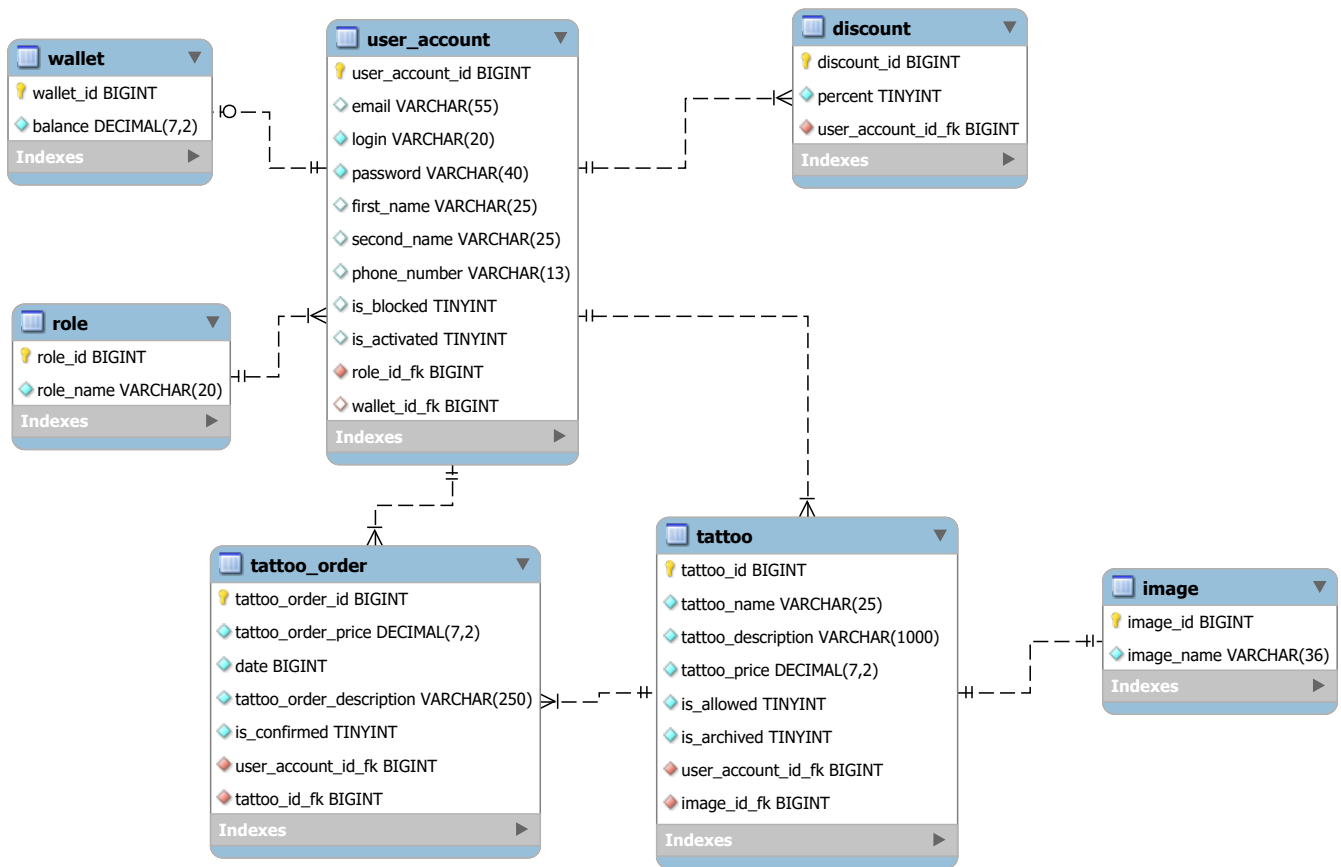 wallet
wallet_id BIGINT
balance DECIMAL(7,2)
Indexes
user_account
user_account_id BIGINT
email VARCHAR(55)
login VARCHAR(20)
password VARCHAR(40)
first_name VARCHAR(25)
second_name VARCHAR(25)
phone_number VARCHAR(13)
is_blocked TINYINT
is_activated TINYINT
role_id_fk BIGINT
wallet_id_fk BIGINT
Indexes
discount
discount_id BIGINT
percent TINYINT
user_account_id_fk BIGINT
Indexes
role
role_id BIGINT
role_name VARCHAR(20)
Indexes
tattoo_order
tattoo_order_id BIGINT
tattoo_order_price DECIMAL(7,2)
date BIGINT
tattoo_order_description VARCHAR(250)
is_confirmed TINYINT
user_account_id_fk BIGINT
tattoo_id_fk BIGINT
Indexes
tattoo
tattoo_id BIGINT
tattoo_name VARCHAR(25)
tattoo_description VARCHAR(1000)
tattoo_price DECIMAL(7,2)
is_allowed TINYINT
is_archived TINYINT
user_account_id_fk BIGINT
image_id_fk BIGINT
Indexes
image
image_id BIGINT
image_name VARCHAR(36)
Indexes